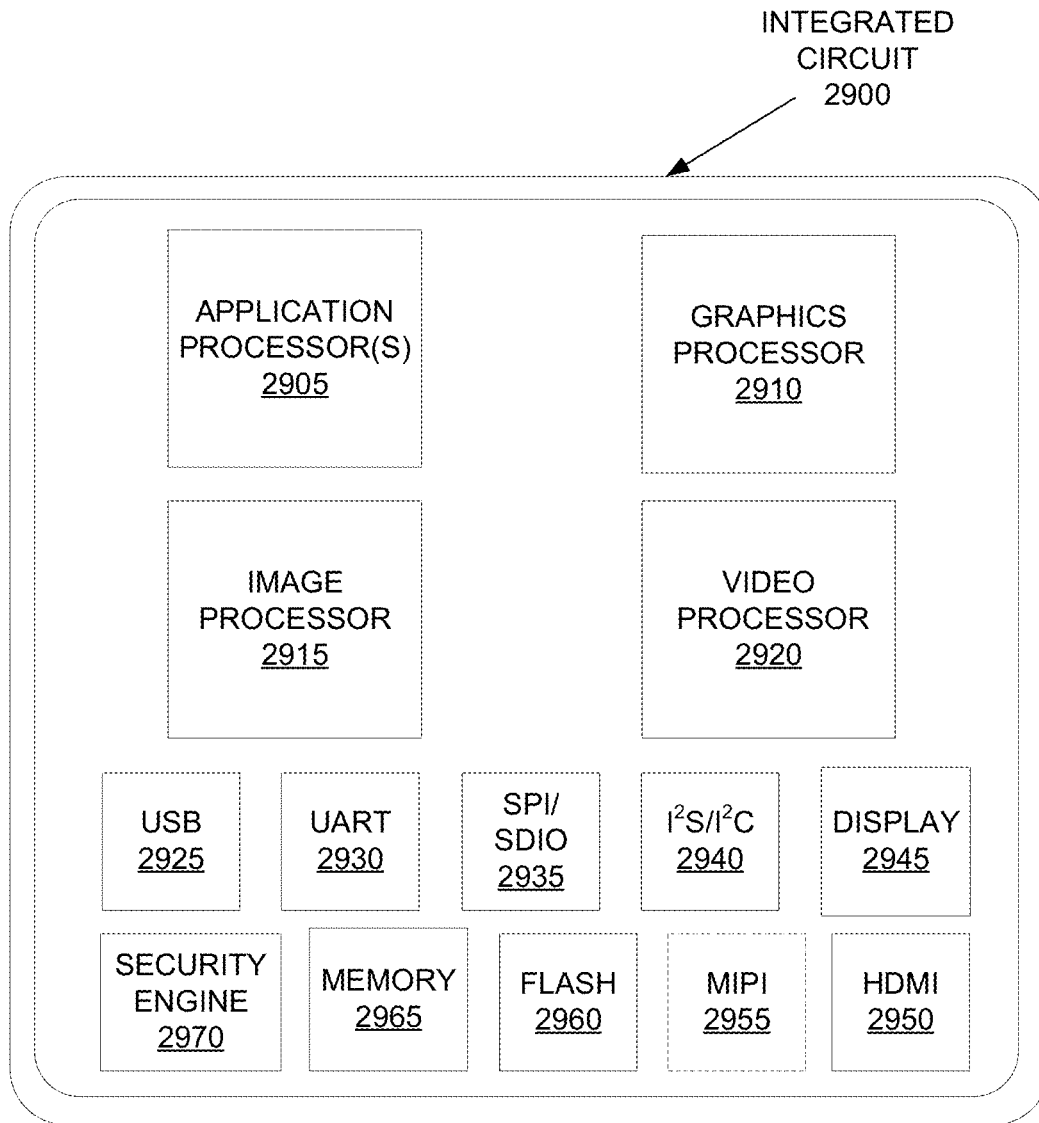 INTEGRATED
CIRCUIT
2900
APPLICATION
PROCESSOR(S)
2905
GRAPHICS
PROCESSOR
2910
IMAGE
PROCESSOR
2915
VIDEO
PROCESSOR
2920
USB
2925
UART
2930
SPI/
SDIO
2935
I²S/I²C
2940
DISPLAY
2945
SECURITY
ENGINE
2970
MEMORY
2965
FLASH
2960
MIPI
2955
HDMI
2950